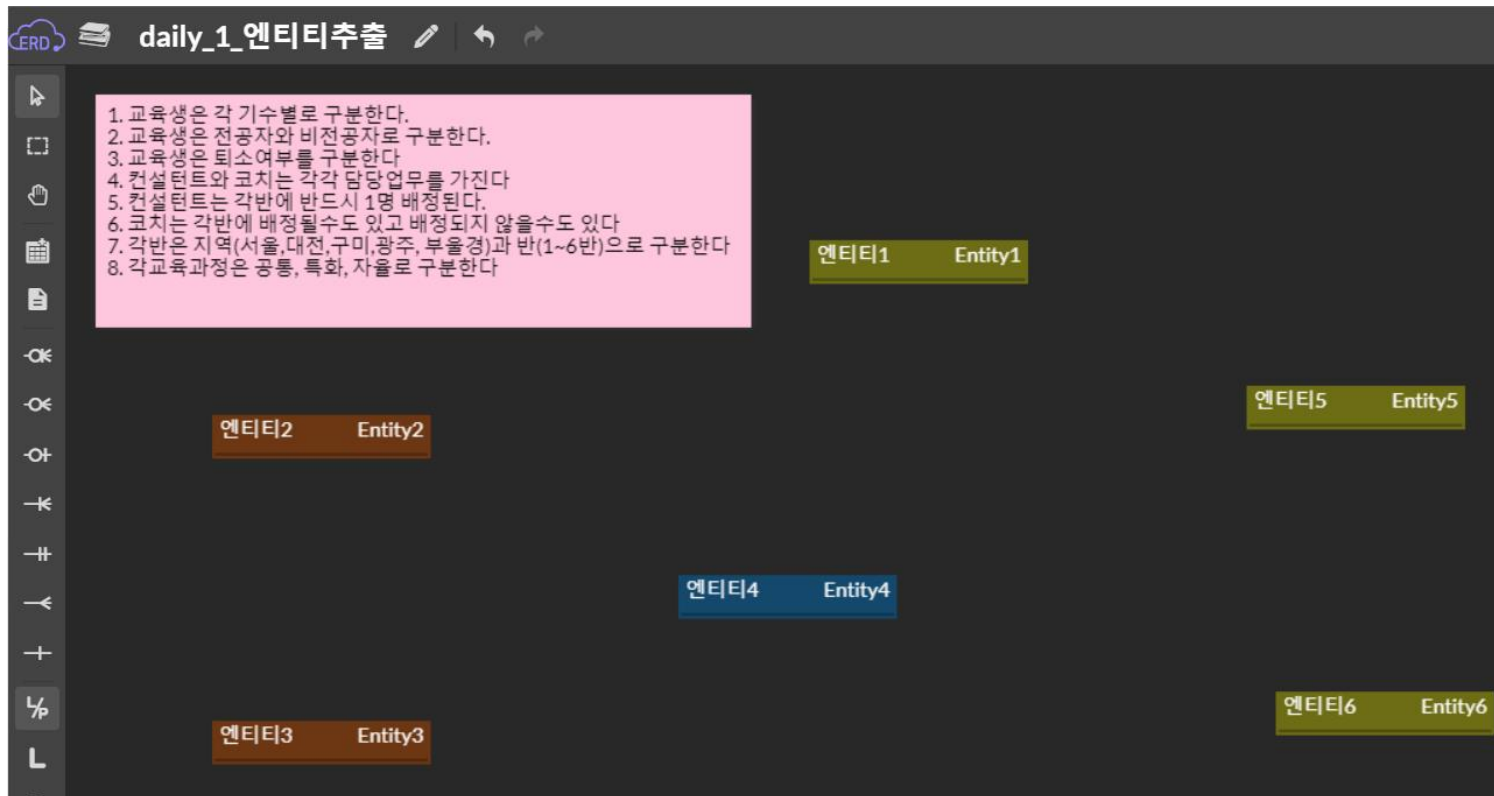 ERD
daily_1_엔티티추출
1. 교육생은 각 기수별로 구분한다.
2. 교육생은 전공자와 비전공자로 구분한다.
3. 교육생은 퇴소여부를 구분한다
4. 컨설턴트와 코치는 각각 담당업무를 가진다
5. 컨설턴트는 각반에 반드시 1명 배정된다.
6. 코치는 각반에 배정될수도 있고 배정되지 않을수도 있다
7. 각반은 지역(서울,대전,구미,광주, 부울경)과 반(1~6반)으로 구분한다
8. 각교육과정은 공통, 특화, 자율로 구분한다
엔티티1 Entity1
엔티티5 Entity5
엔티티2 Entity2
엔티티4 Entity4
엔티티6 Entity6
엔티티3 Entity3
L/P
L